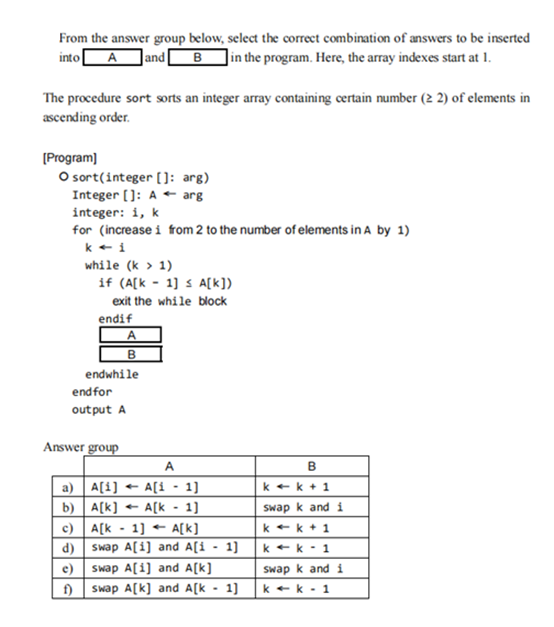 From the answer group below, select the correct combination of answers to be inserted
into A and B in the program. Here, the array indexes start at 1.
The procedure sort sorts an integer array containing certain number (≥ 2) of elements in
ascending order.
[Program]
○ sort(integer []: arg)
Integer []: A ← arg
integer: i, k
for (increase i from 2 to the number of elements in A by 1)
k ← i
while (k > 1)
if (A[k - 1] ≤ A[k])
exit the while block
endif
A
B
endwhile
endfor
output A
Answer group
A B
a) A[i] ← A[i - 1] k ← k + 1
b) A[k] ← A[k - 1] swap k and i
c) A[k - 1] ← A[k] k ← k + 1
d) swap A[i] and A[i - 1] k ← k - 1
e) swap A[i] and A[k] swap k and i
f) swap A[k] and A[k - 1] k ← k - 1